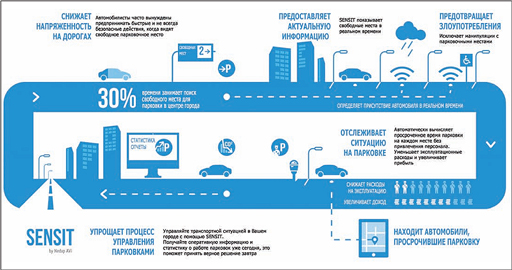 СНИЖАЕТ
НАПРЯЖЕННОСТЬ
НА ДОРОГАХ
Автомобилисты часто вынуждены
предпринимать быстрые и не всегда
безопасные действия, когда видят
свободное парковочное место
ПРЕДОСТАВЛЯЕТ
АКТУАЛЬНУЮ
ИНФОРМАЦИЮ
SENSIT показывает
свободные места в
реальном времени
ПРЕДОТВРАЩАЕТ
ЗЛОУПОТРЕБЛЕНИЯ
Исключает манипуляции с
парковочными местами
СВОБОДНЫХ
МЕСТ
2
P
30%
времени занимает поиск
свободного места для
парковки в центре города
ОПРЕДЕЛЯЕТ ПРИСУТСТВИЕ АВТОМОБИЛЯ В РЕАЛЬНОМ ВРЕМЕНИ
СТАТИСТИКА
ОТЧЕТЫ
P
P
P
ОТСЛЕЖИВАЕТ
СИТУАЦИЮ
НА ПАРКОВКЕ
Автоматически вычисляет
просроченное время парковки
на каждом месте без
привлечения персонала.
Уменьшает эксплуатационные
расходы и увеличивает
прибыль
СНИЖАЕТ РАСХОДЫ
НА ЭКСПЛУАТАЦИЮ
УВЕЛИЧИВАЕТ ДОХОД
SENSIT
by Nedap AVI
УПРОЩАЕТ ПРОЦЕСС
УПРАВЛЕНИЯ
ПАРКОВКАМИ
Управляйте транспортной ситуацией в Вашем
городе с помощью SENSIT.
Получайте оперативную информацию и
статистику о работе парковок уже сегодня, это
поможет принять верное решение завтра
НАХОДИТ АВТОМОБИЛИ,
ПРОСРОЧИВШИЕ ПАРКОВКУ